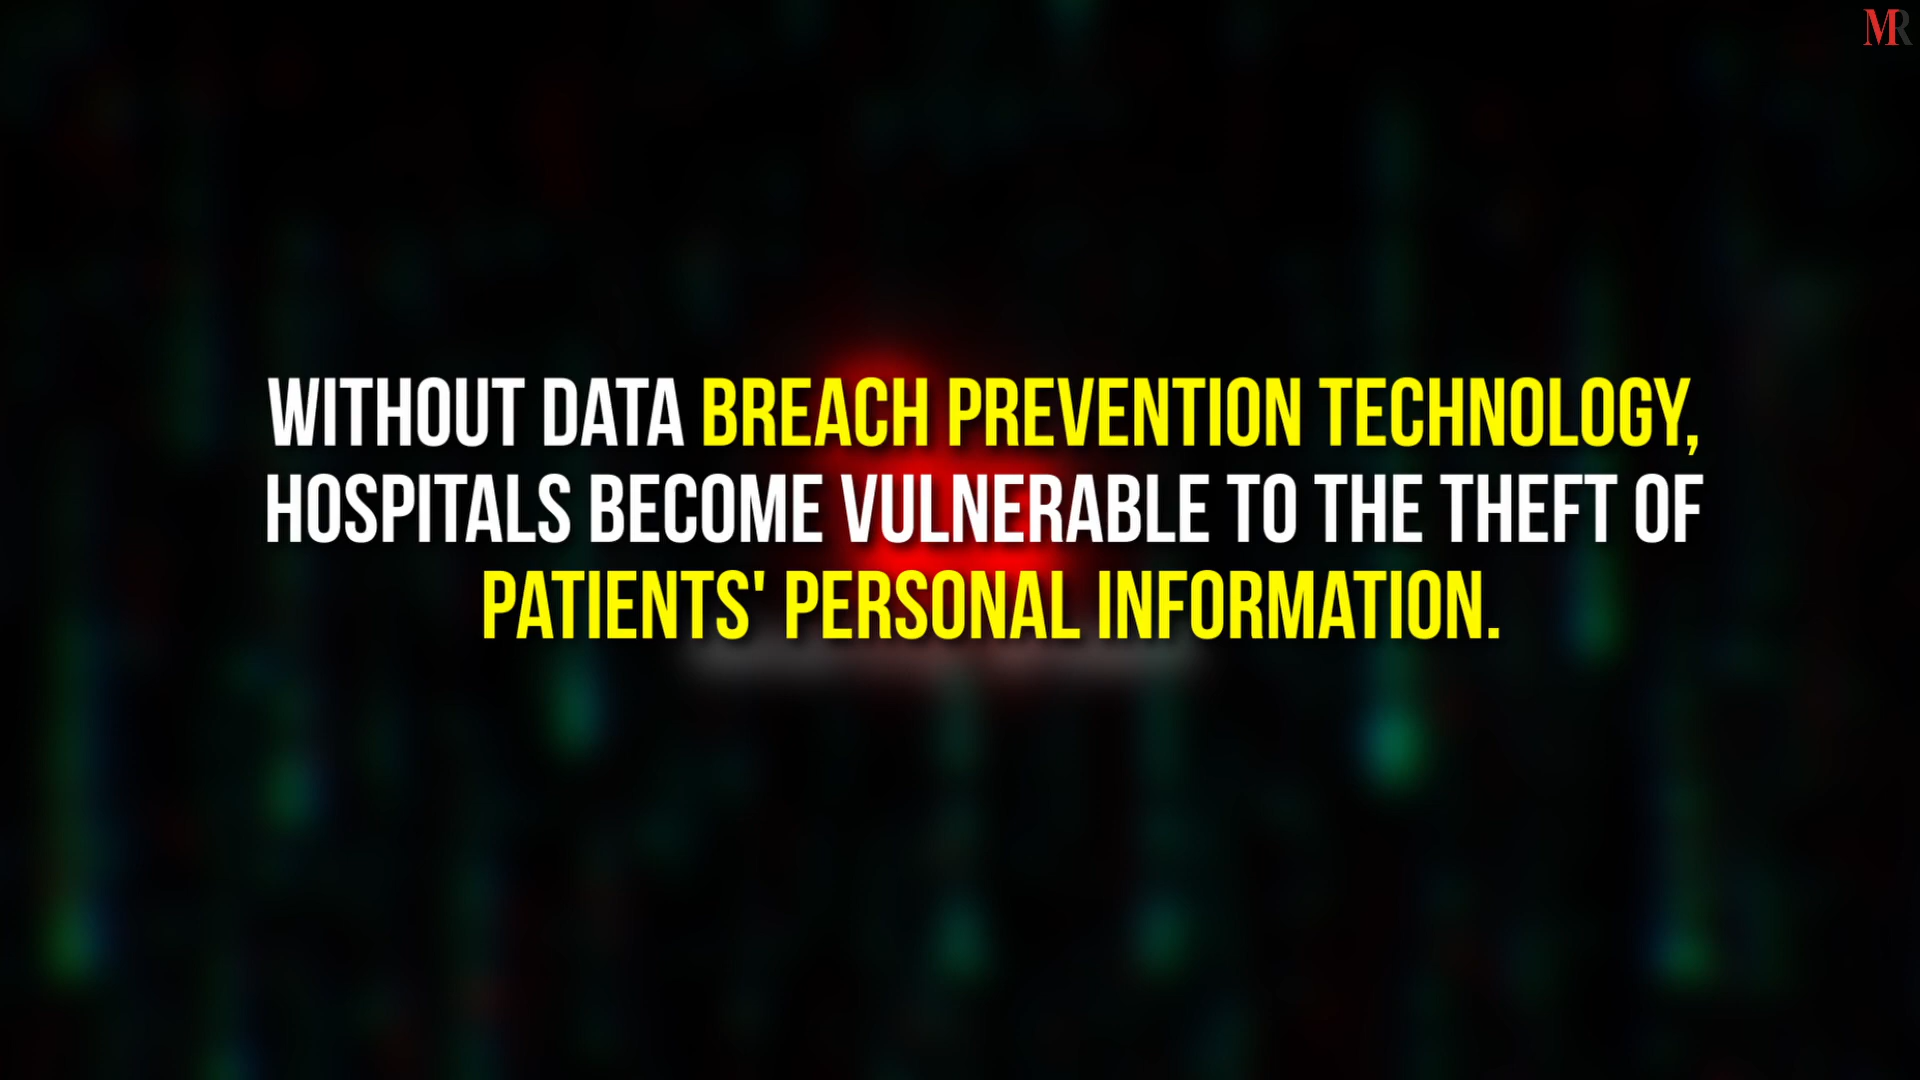 MR
WITHOUT DATA BREACH PREVENTION TECHNOLOGY,
HOSPITALS BECOME VULNERABLE TO THE THEFT OF
PATIENTS' PERSONAL INFORMATION.